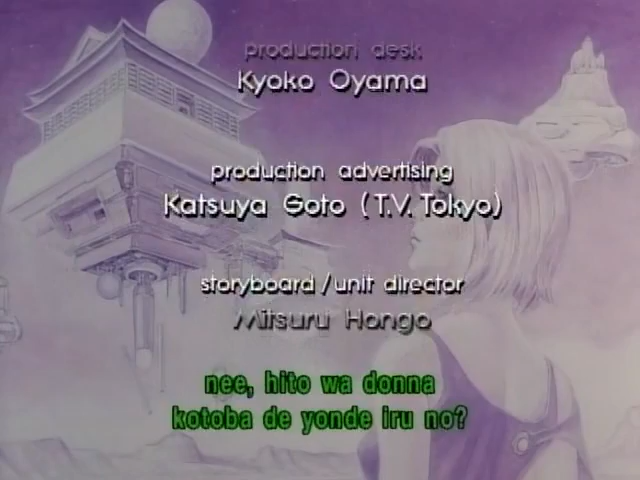 production desk
Kyoko Oyama
production advertising
Katsuya Goto (T.V. Tokyo)
storyboard/unit director
Mitsuru Hongo
nee, hito wa donna
kotoba de yonde iru no?